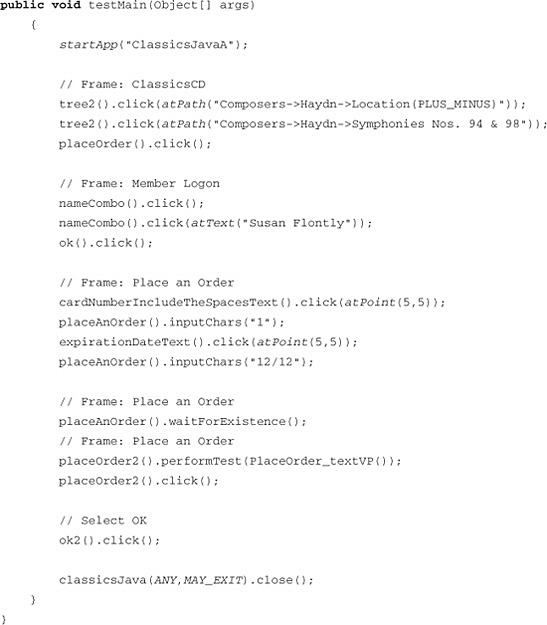 public void testMain(Object[] args)
{
startApp("ClassicsJavaA");
// Frame: ClassicsCD
tree2().click(atPath("Composers->Haydn->Location(PLUS_MINUS)"));
tree2().click(atPath("Composers->Haydn->Symphonies Nos. 94 & 98"));
placeOrder().click();
// Frame: Member Logon
nameCombo().click();
nameCombo().click(atText("Susan Flontly"));
ok().click();
// Frame: Place an Order
cardNumberIncludeTheSpacesText().click(atPoint(5,5));
placeAnOrder().inputChars("1");
expirationDateText().click(atPoint(5,5));
placeAnOrder().inputChars("12/12");
// Frame: Place an Order
placeAnOrder().waitForExistence();
// Frame: Place an Order
placeOrder2().performTest(PlaceOrder_textVP());
placeOrder2().click();
// Select OK
ok2().click();
classicsJava(ANY,MAY_EXIT).close();
}
}